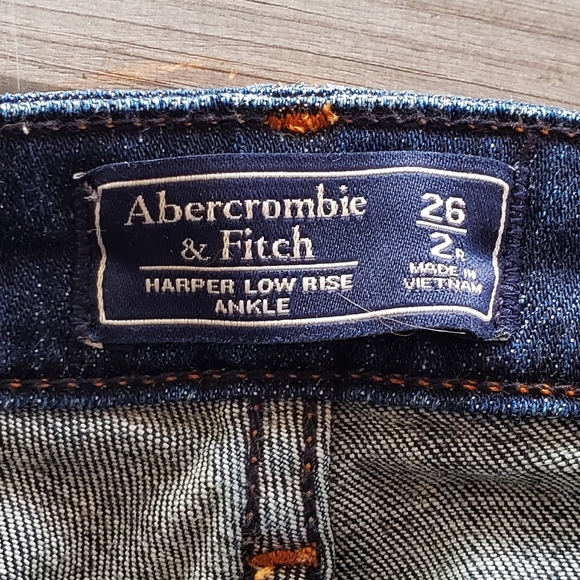 Abercrombie
& Fitch
HARPER LOW RISE
ANKLE
26
2R
MADE IN
VIETNAM